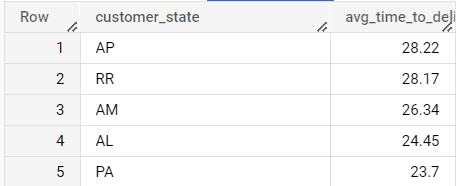 Row customer_state avg_time_to_deli
1 AP 28.22
2 RR 28.17
3 AM 26.34
4 AL 24.45
5 PA 23.7